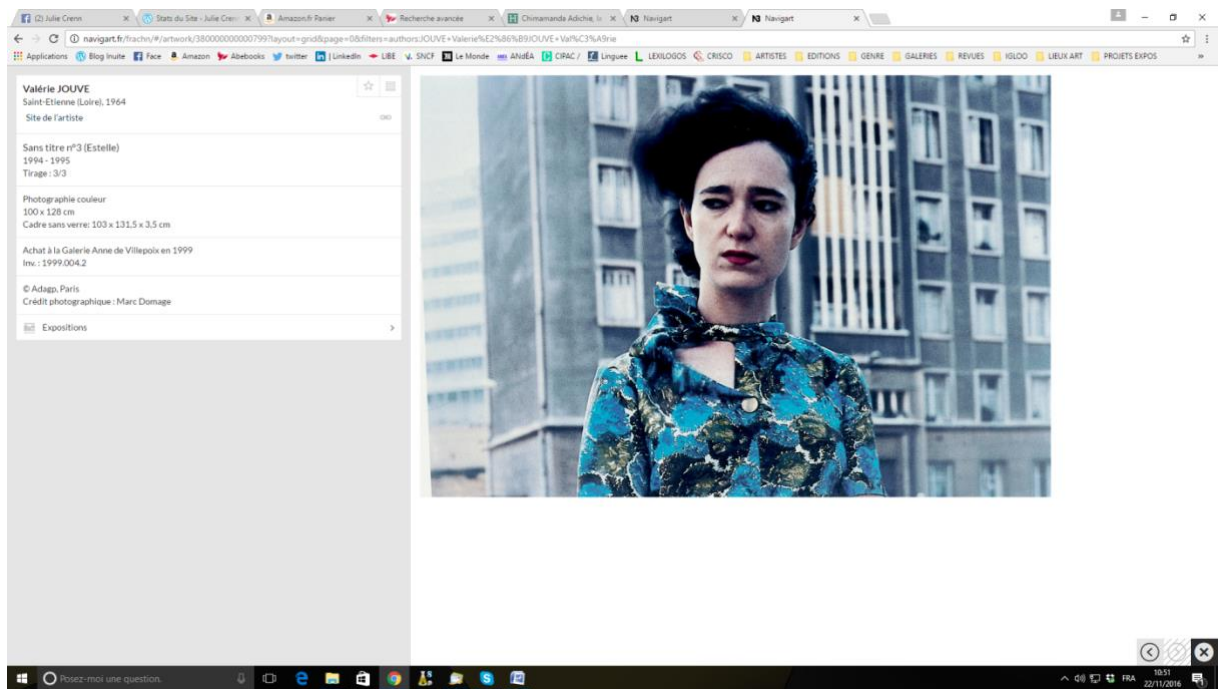 (2) Julie Crenn
Stats du Site - Julie Cren
Amazon.fr Panier
Recherche avancée
Chimamanda Adichie, l
N3 Navigart
N3 Navigart
navigart.fr/frachn/#/artwork/380000000000799?layout=grid&page=0&filters=authors:JOUVE+Valerie%E2%86%B9JOUVE+Val%C3%A9rie
Applications Blog Inuite Face Amazon Abebooks twitter LinkedIn LIBÉ SNCF Le Monde ANdÉA CIPAC / Linguee LEXILOGOS CRISCO ARTISTES EDITIONS GENRE GALERIES REVUES IGLOO LIEUX ART PROJETS EXPOS
Valérie JOUVE
Saint-Etienne (Loire), 1964
Site de l'artiste
Sans titre n°3 (Estelle)
1994 - 1995
Tirage : 3/3
Photographie couleur
100 x 128 cm
Cadre sans verre: 103 x 131,5 x 3,5 cm
Achat à la Galerie Anne de Villepoix en 1999
Inv. : 1999.004.2
© Adagp, Paris
Crédit photographique : Marc Domage
Expositions
Posez-moi une question.
FRA
10:51
22/11/2016